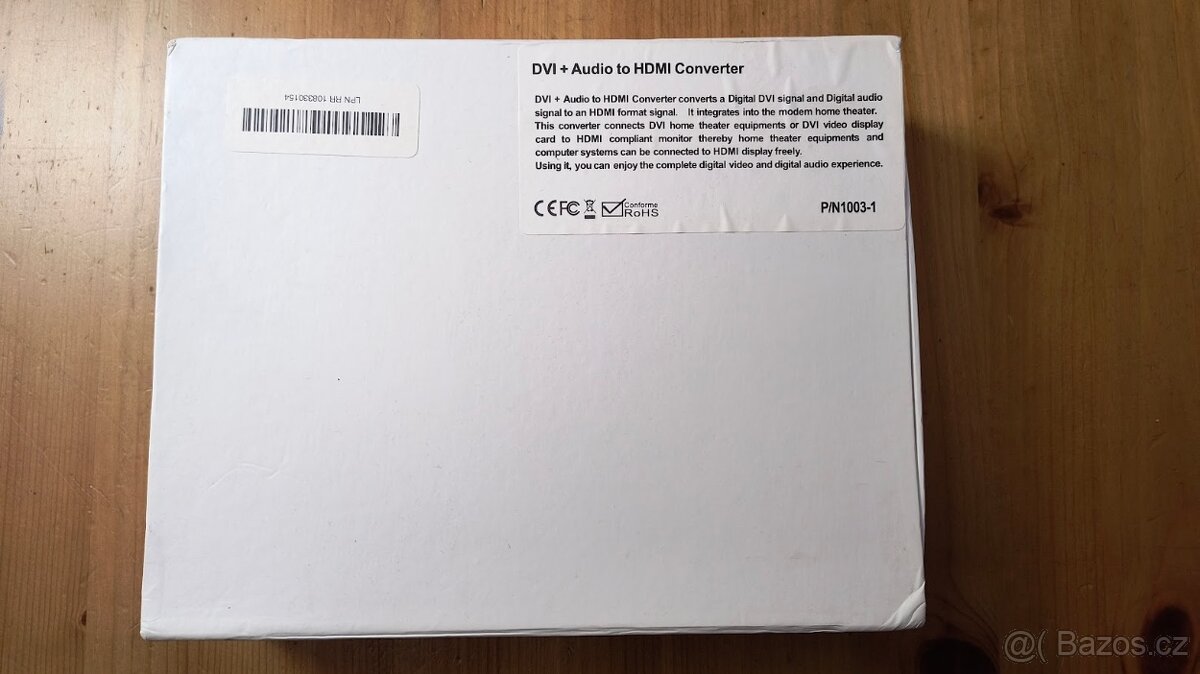 DVI + Audio to HDMI Converter
DVI + Audio to HDMI Converter converts a Digital DVI signal and Digital audio
signal to an HDMI format signal. It integrates into the modem home theater.
This converter connects DVI home theater equipments or DVI video display
card to HDMI compliant monitor thereby home theater equipments and
computer systems can be connected to HDMI display freely.
Using it, you can enjoy the complete digital video and digital audio experience.
CE FC Conforme
RoHS
P/N1003-1
LPN RR 108330154
@( Bazos.cz